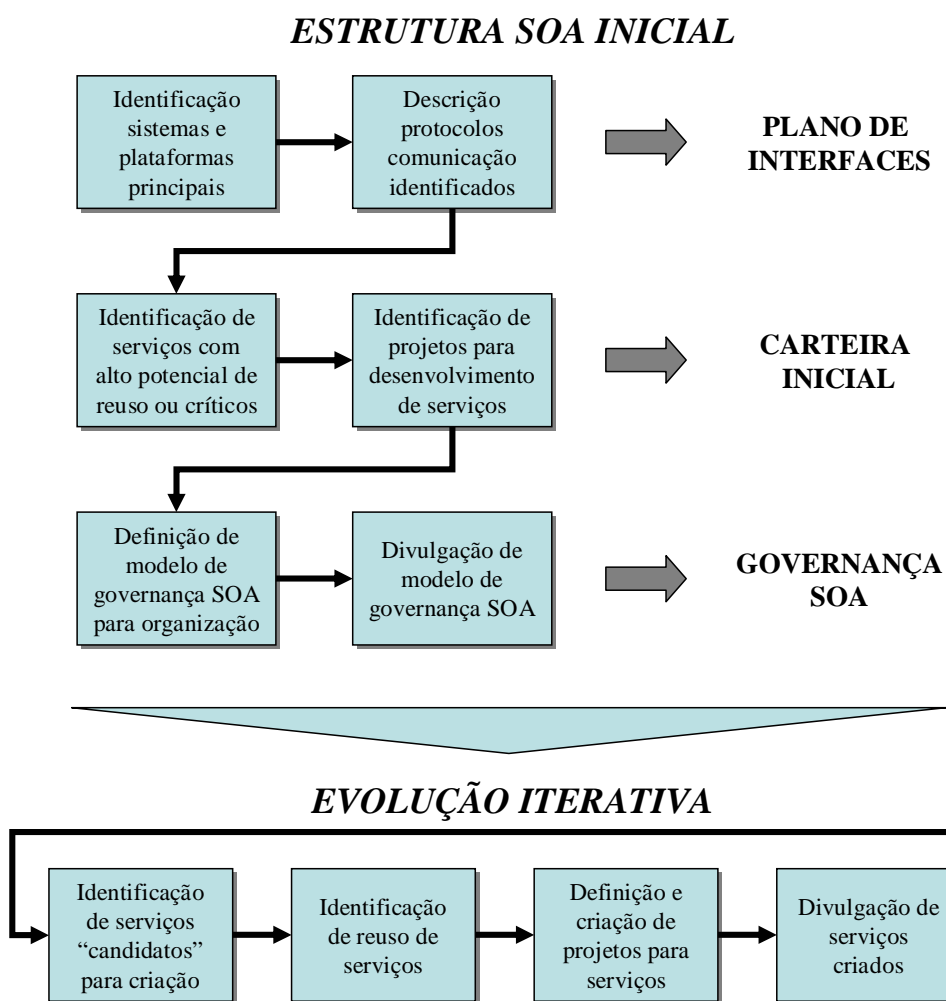 ESTRUTURA SOA INICIAL
Identificação
sistemas e
plataformas
principais
Descrição
protocolos
comunicação
identificados
PLANO DE
INTERFACES
Identificação de
serviços com
alto potencial de
reuso ou críticos
Identificação de
projetos para
desenvolvimento
de serviços
CARTEIRA
INICIAL
Definição de
modelo de
governança SOA
para organização
Divulgação de
modelo de
governança SOA
GOVERNANÇA
SOA
EVOLUÇÃO ITERATIVA
Identificação
de serviços
“candidatos”
para criação
Identificação
de reuso de
serviços
Definição e
criação de
projetos para
serviços
Divulgação de
serviços
criados